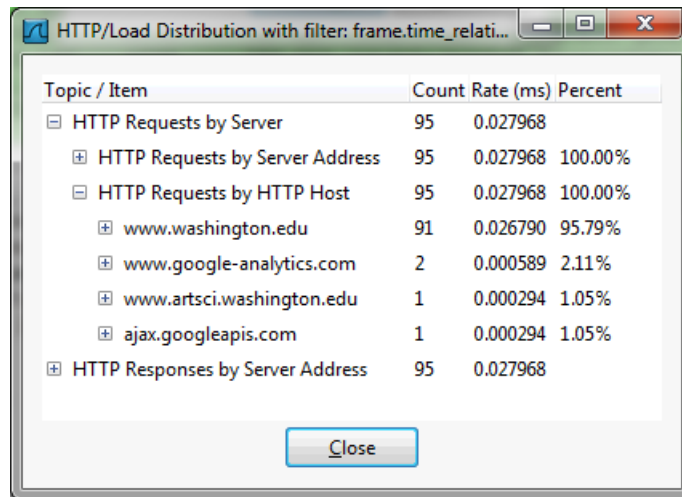 HTTP/Load Distribution with filter: frame.time_relati...
Topic / Item Count Rate (ms) Percent
HTTP Requests by Server 95 0.027968
HTTP Requests by Server Address 95 0.027968 100.00%
HTTP Requests by HTTP Host 95 0.027968 100.00%
www.washington.edu 91 0.026790 95.79%
www.google-analytics.com 2 0.000589 2.11%
www.artsci.washington.edu 1 0.000294 1.05%
ajax.googleapis.com 1 0.000294 1.05%
HTTP Responses by Server Address 95 0.027968
Close